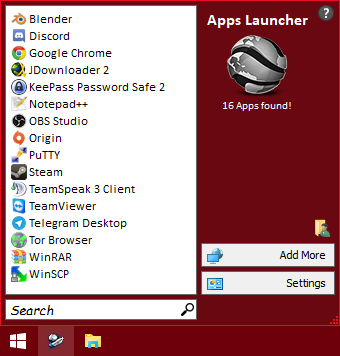 Blender
Discord
Google Chrome
JDownloader 2
KeePass Password Safe 2
Notepad++
OBS Studio
Origin
PuTTY
Steam
TeamSpeak 3 Client
TeamViewer
Telegram Desktop
Tor Browser
WinRAR
WinSCP
Search
Apps Launcher
?
16 Apps found!
Add More
Settings